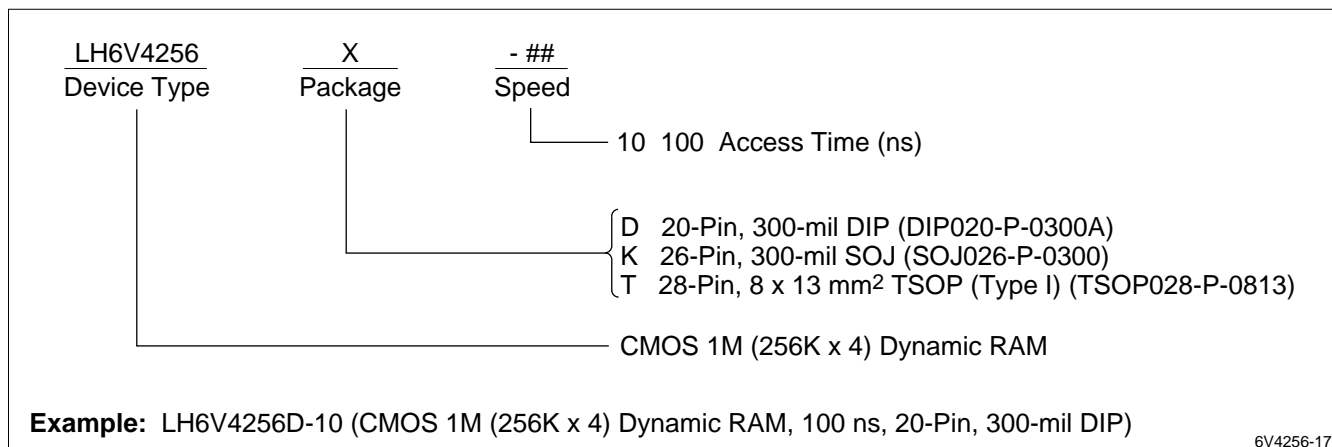 LH6V4256 X - ##
Device Type Package Speed
10 100 Access Time (ns)
D 20-Pin, 300-mil DIP (DIP020-P-0300A)
K 26-Pin, 300-mil SOJ (SOJ026-P-0300)
T 28-Pin, 8 x 13 mm2 TSOP (Type I) (TSOP028-P-0813)
CMOS 1M (256K x 4) Dynamic RAM
Example: LH6V4256D-10 (CMOS 1M (256K x 4) Dynamic RAM, 100 ns, 20-Pin, 300-mil DIP)
6V4256-17